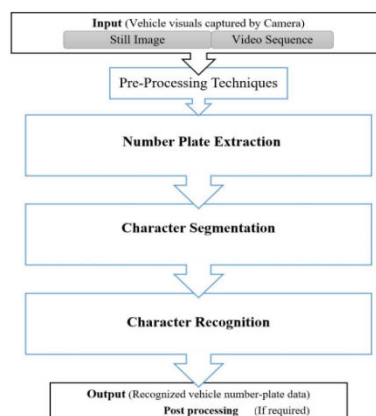 Input (Vehicle visuals captured by Camera)
Still Image Video Sequence
Pre-Processing Techniques
Number Plate Extraction
Character Segmentation
Character Recognition
Output (Recognized vehicle number-plate data)
Post processing (If required)